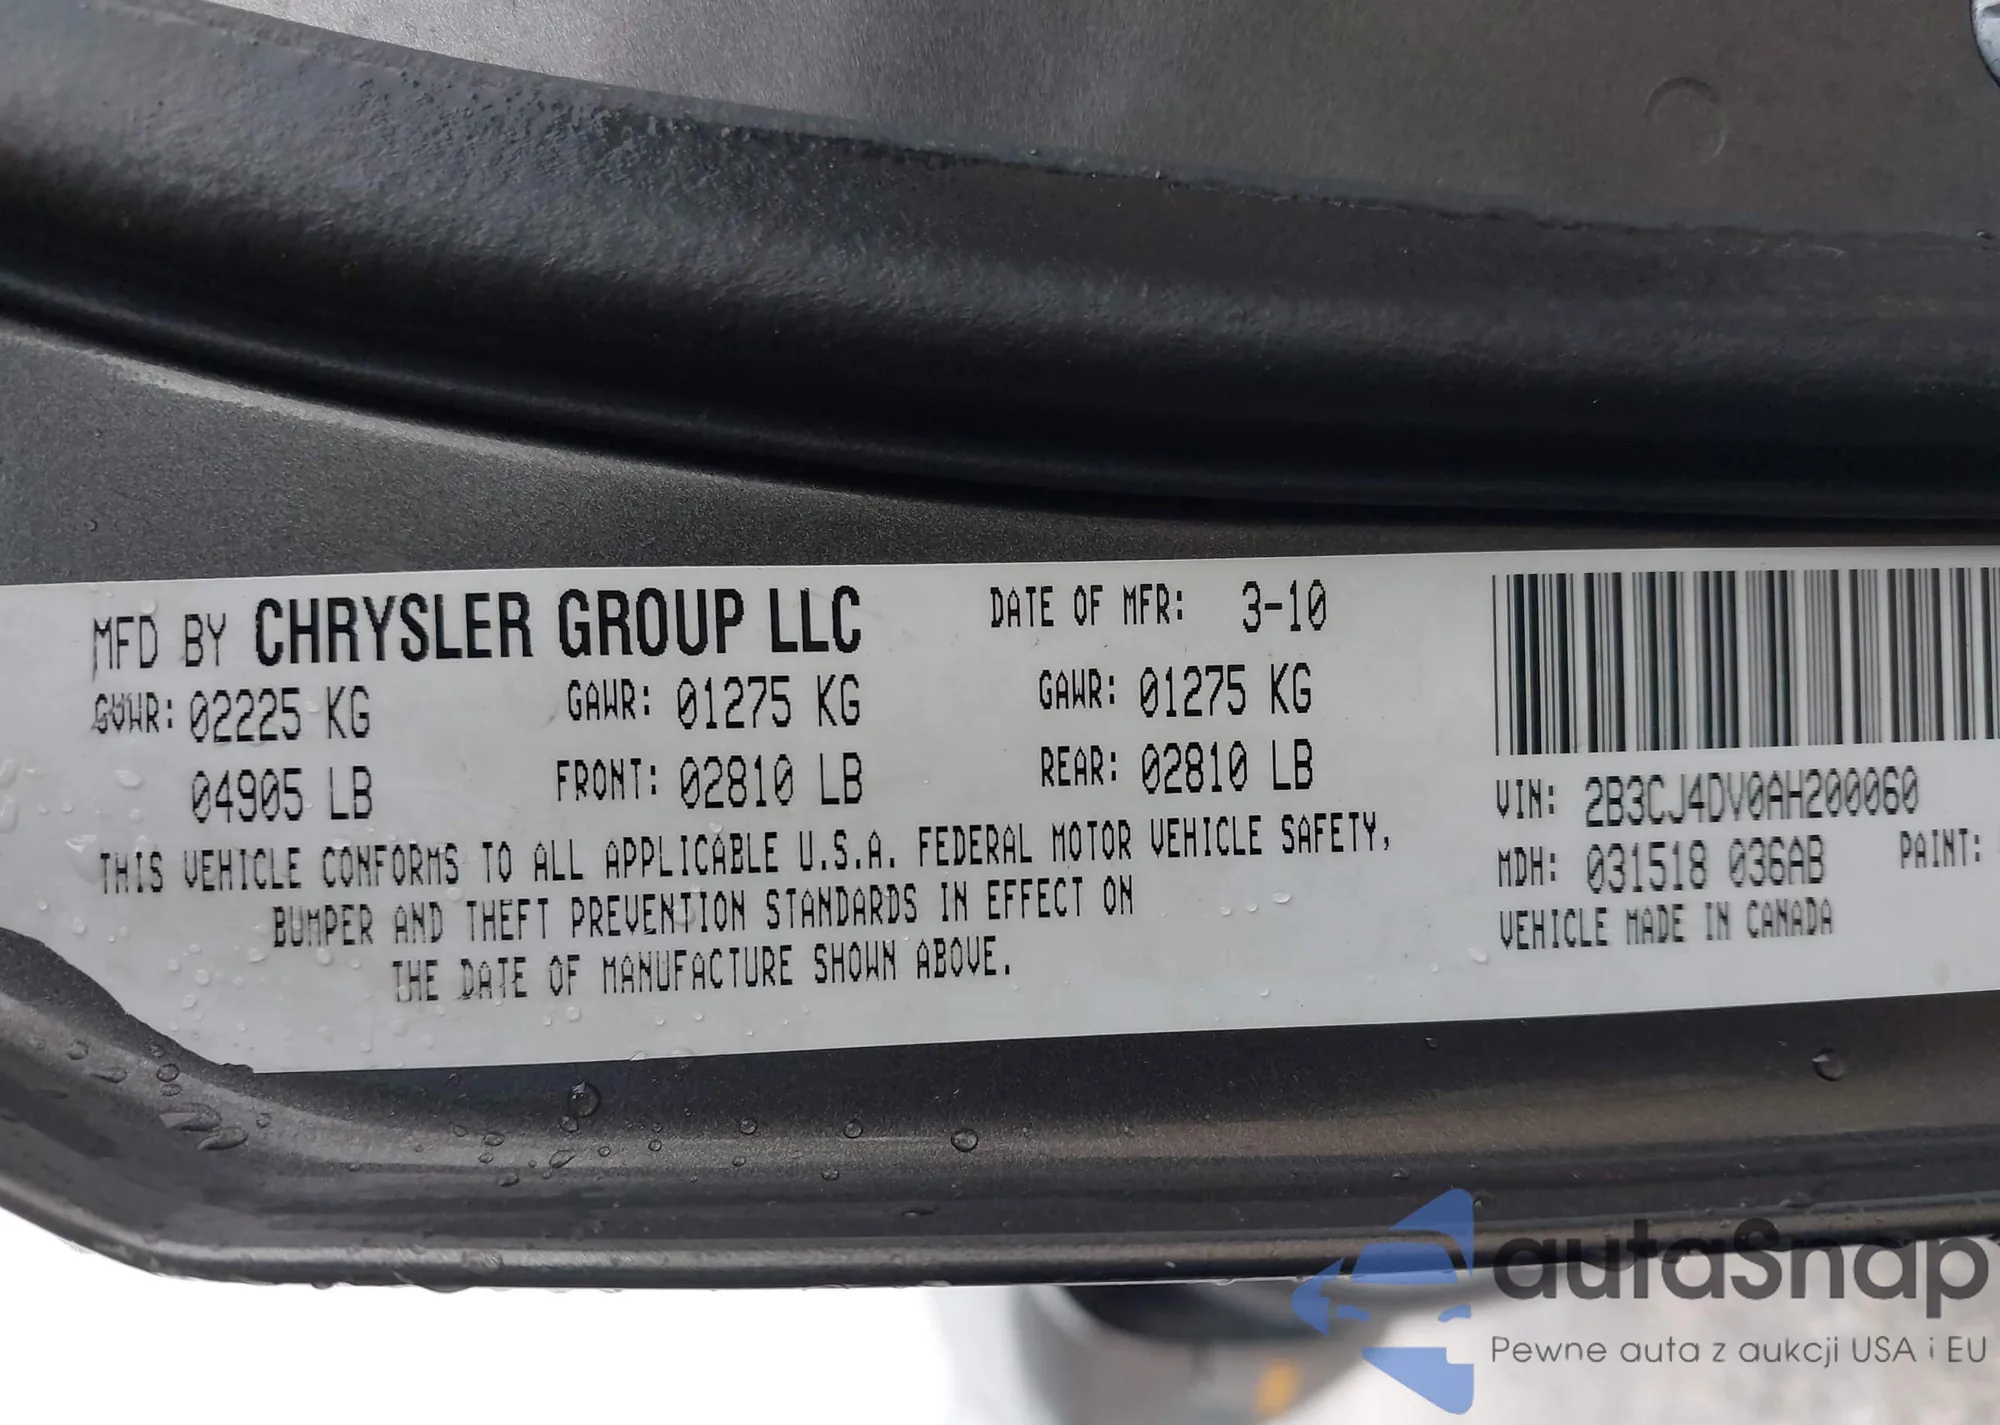 MFD BY CHRYSLER GROUP LLC DATE OF MFR: 3-10
GVWR: 02225 KG GAWR: 01275 KG GAWR: 01275 KG
04905 LB FRONT: 02810 LB REAR: 02810 LB
THIS VEHICLE CONFORMS TO ALL APPLICABLE U.S.A. FEDERAL MOTOR VEHICLE SAFETY,
BUMPER AND THEFT PREVENTION STANDARDS IN EFFECT ON
THE DATE OF MANUFACTURE SHOWN ABOVE.
VIN: 2B3CJ4DV0AH200060
MDH: 031518 036AB PAINT:
VEHICLE MADE IN CANADA
autaSnap
Pewne auta z aukcji USA i EU